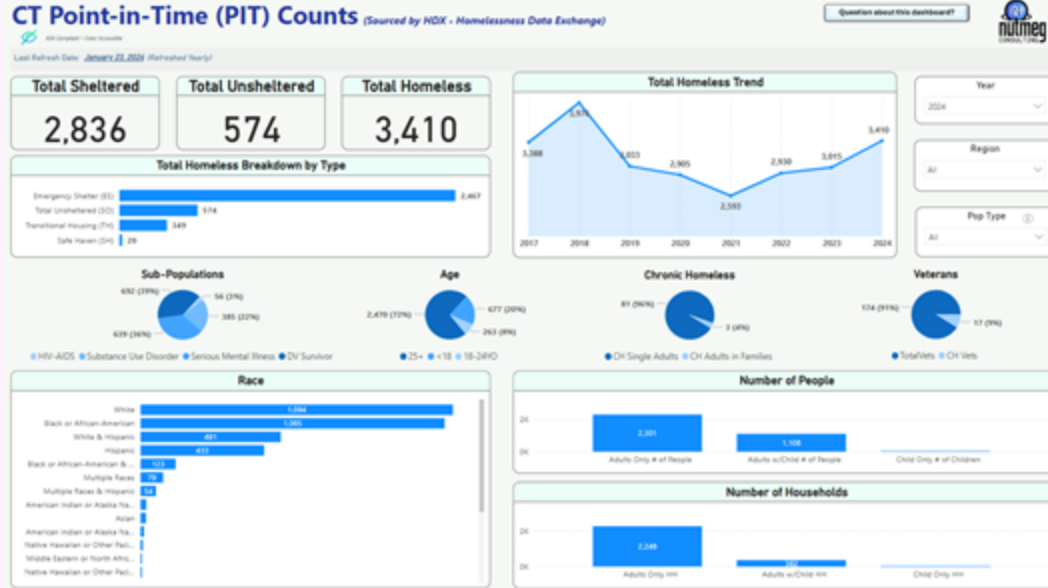 CT Point-in-Time (PIT) Counts (Sourced by HDX - Homelessness Data Exchange)
Question about this dashboard?
nutmeg
CONSULTING
Last Refresh Date: January 23, 2024 (Refreshed Yearly)
Total Sheltered
2,836
Total Unsheltered
574
Total Homeless
3,410
Total Homeless Trend
3,388
2,905
2,593
2,930
3,015
3,410
2017 2018 2019 2020 2021 2022 2023 2024
Year
2024
Region
All
Pop Type
All
Total Homeless Breakdown by Type
Emergency Shelter (ES) 2,467
Total Unsheltered (SO) 574
Transitional Housing (TH) 349
Safe Haven (SH) 20
Sub-Populations
692 (39%)
56 (3%)
385 (22%)
639 (36%)
HIV-AIDS Substance Use Disorder Serious Mental Illness DV Survivor
Age
2,470 (72%)
677 (20%)
263 (8%)
25+ <18 18-24YO
Chronic Homeless
81 (96%)
3 (4%)
CH Single Adults CH Adults in Families
Veterans
174 (91%)
17 (9%)
TotalVets CH Vets
Race
White
Black or African-American
White & Hispanic 491
Hispanic 433
Black or African-American & ... 123
Multiple Races
Multiple Races & Hispanic 54
American Indian or Alaska Na...
Asian
American Indian or Alaska Na...
Native Hawaiian or Other Paci...
Middle Eastern or North Afric...
Native Hawaiian or Other Paci...
Number of People
2K
0K
2,301
1,108
Adults Only # of People
Adults w/Child # of People
Child Only # of Children
Number of Households
2K
0K
2,248
Adults Only HH
Adults w/Child HH
Child Only HH